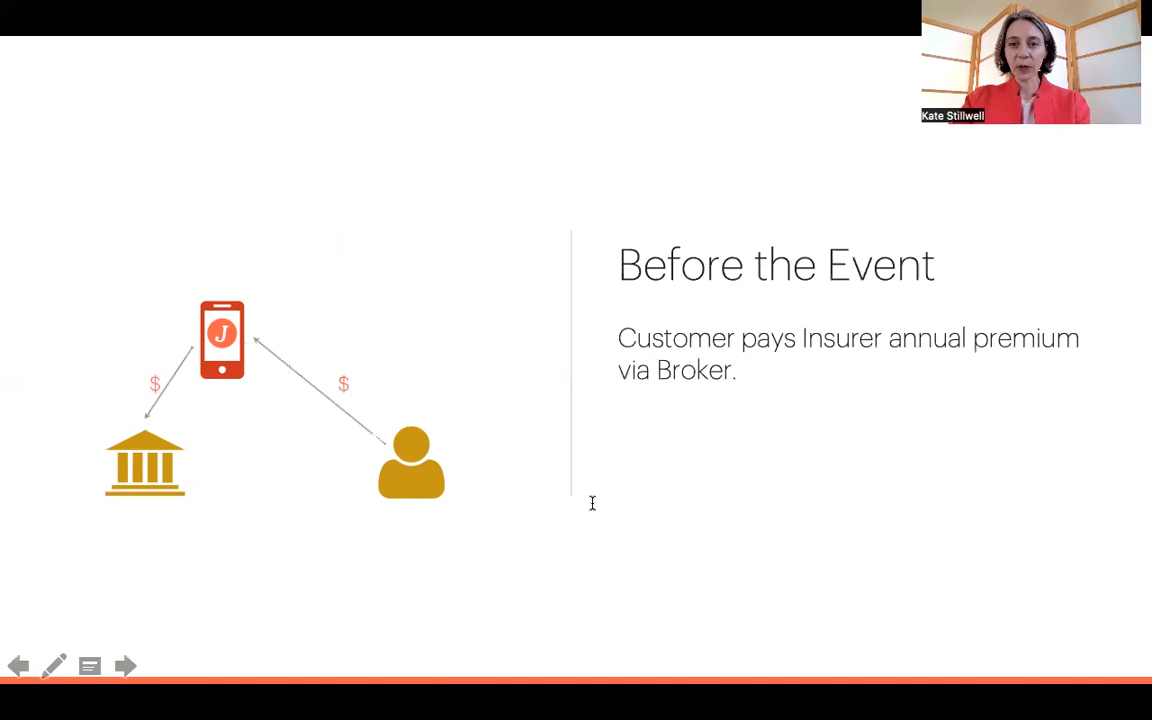 Kate Stillwell
Before the Event
J
Customer pays Insurer annual premium
$
$
via Broker.